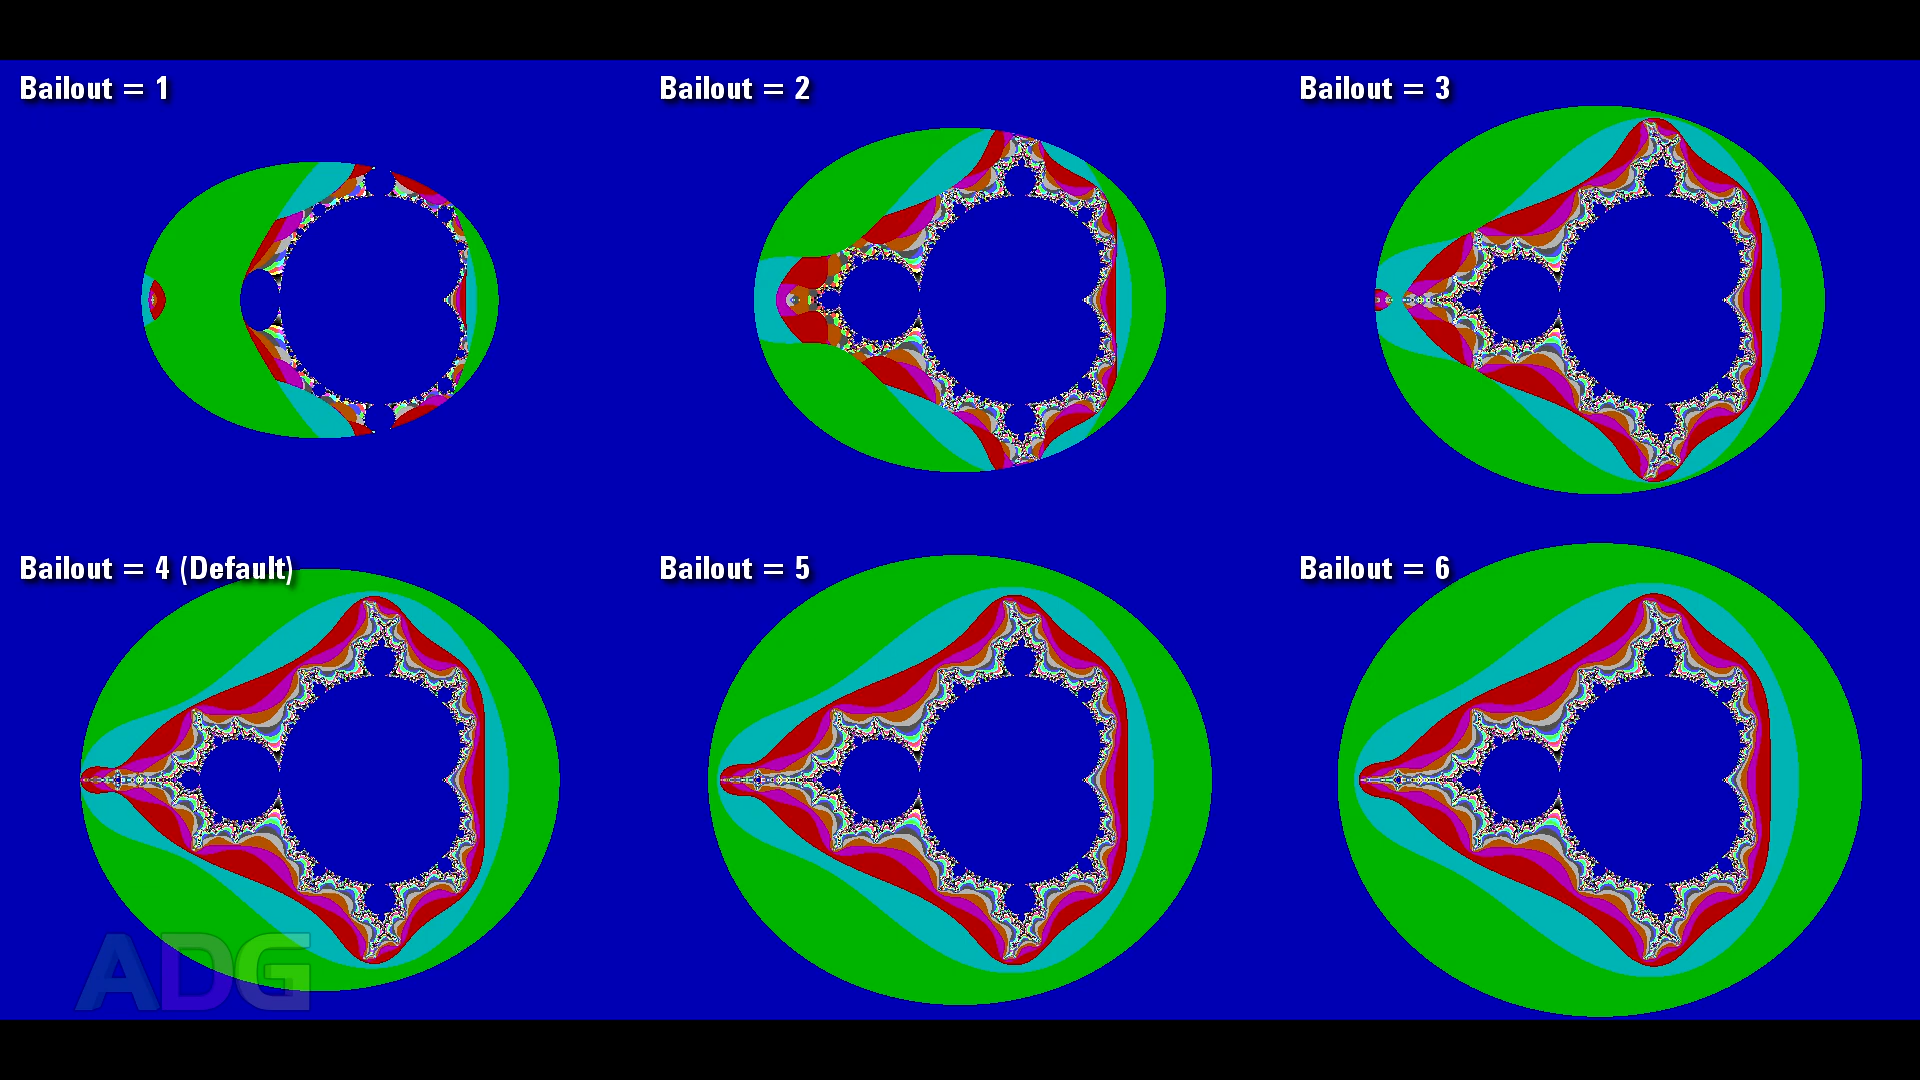 Bailout = 1
Bailout = 2
Bailout = 3
Bailout = 4 (Default)
Bailout = 5
Bailout = 6
ADG